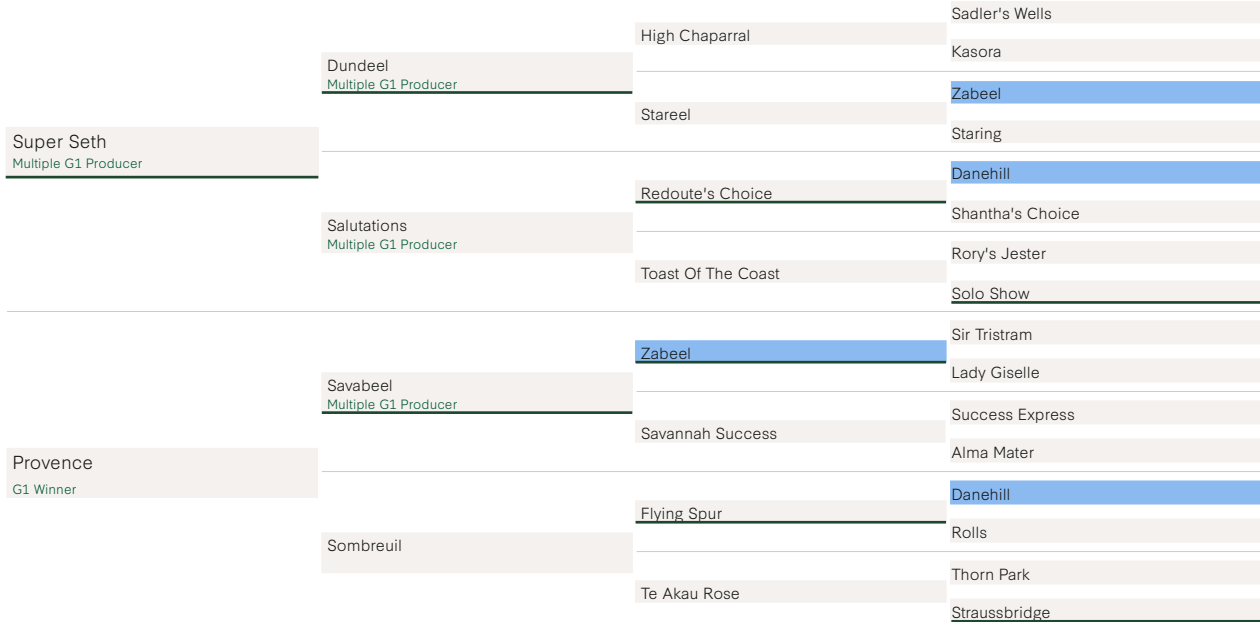 Super Seth
Multiple G1 Producer
Provence
G1 Winner
Dundeel
Multiple G1 Producer
Salutations
Multiple G1 Producer
Savabeel
Multiple G1 Producer
Sombreuil
High Chaparral
Stareel
Redoute's Choice
Toast Of The Coast
Zabeel
Savannah Success
Flying Spur
Te Akau Rose
Sadler's Wells
Kasora
Zabeel
Staring
Danehill
Shantha's Choice
Rory's Jester
Solo Show
Sir Tristram
Lady Giselle
Success Express
Alma Mater
Danehill
Rolls
Thorn Park
Straussbridge